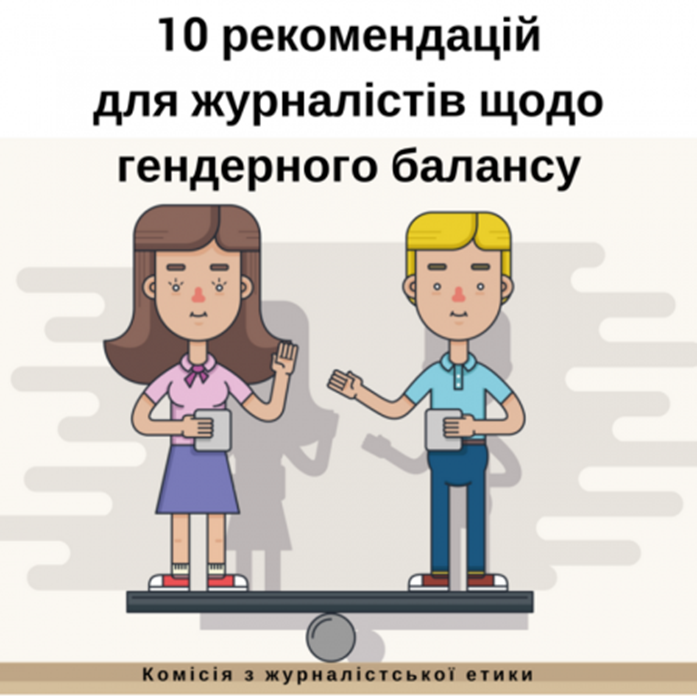 10 рекомендацій
для журналістів щодо
гендерного балансу
Комісія з журналістської етики